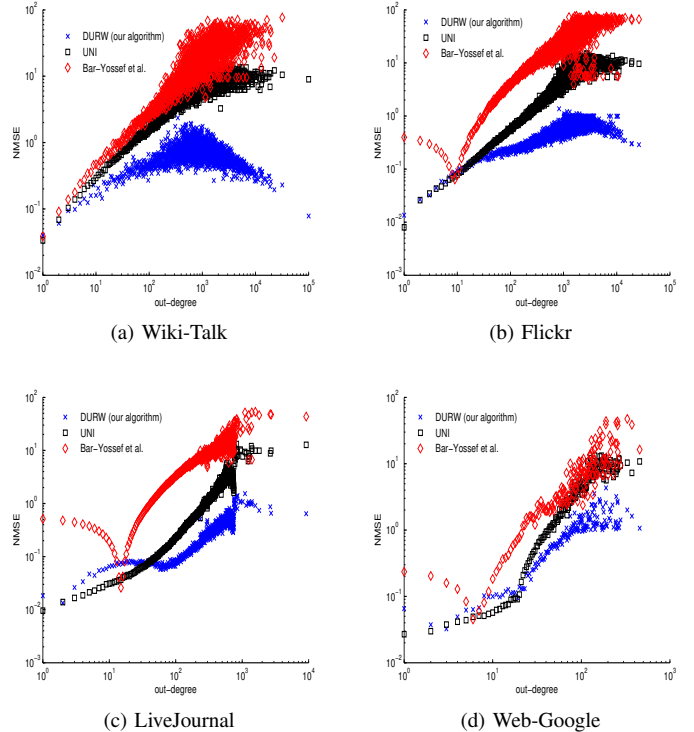 10^2
DURW (our algorithm)
UNI
Bar-Yossef et al.
10^1
10^0
10^-1
10^-2
NMSE
10^0 10^1 10^2 10^3 10^4 10^5
out-degree
(a) Wiki-Talk
10^2
DURW (our algorithm)
UNI
Bar-Yossef et al.
10^1
10^0
10^-1
10^-2
10^-3
NMSE
10^0 10^1 10^2 10^3 10^4 10^5
out-degree
(b) Flickr
10^2
DURW (our algorithm)
UNI
Bar-Yossef et al.
10^1
10^0
10^-1
10^-2
10^-3
NMSE
10^0 10^1 10^2 10^3 10^4
out-degree
(c) LiveJournal
10^2
DURW (our algorithm)
UNI
Bar-Yossef et al.
10^1
10^0
10^-1
10^-2
NMSE
10^0 10^1 10^2 10^3
out-degree
(d) Web-Google